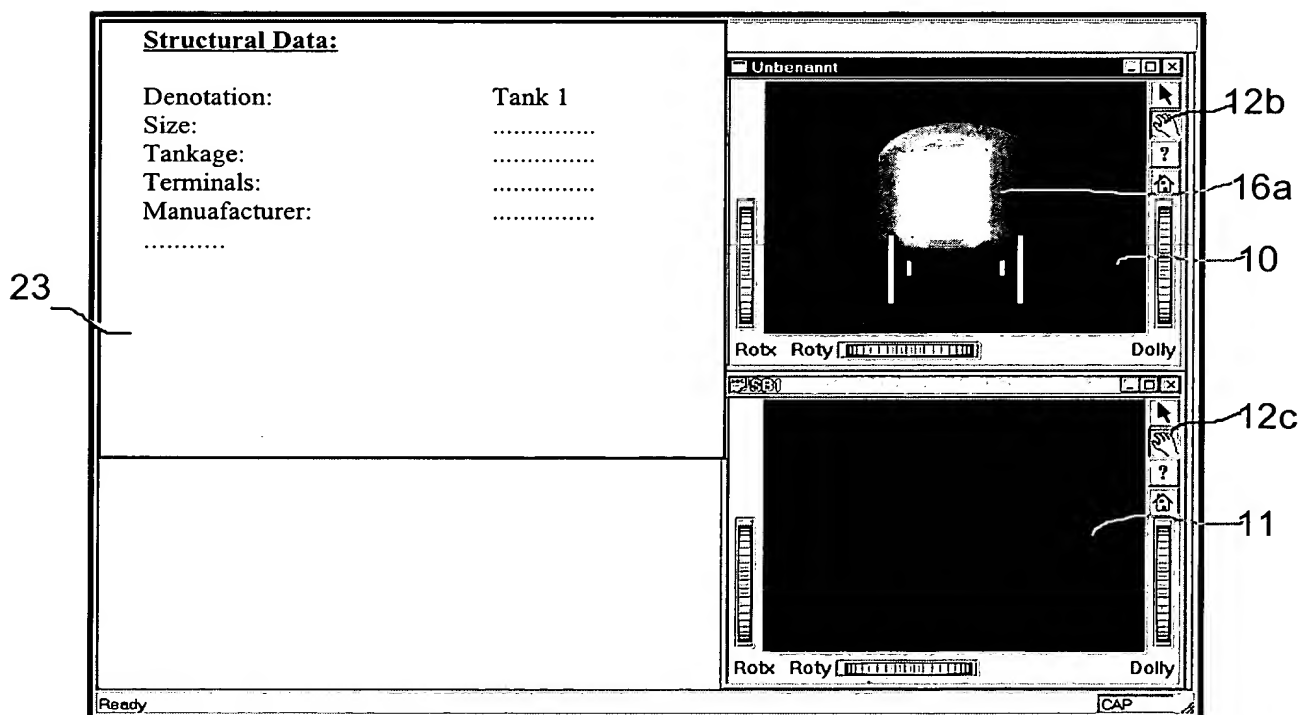 Structural Data:
Denotation: Tank 1
Size: ..............
Tankage: ..............
Terminals: ..............
Manuafacturer: ..............
...........
23
Unbenannt
?
12b
16a
10
Rotx Roty Dolly
SB1
?
12c
11
Rotx Roty Dolly
Ready CAP